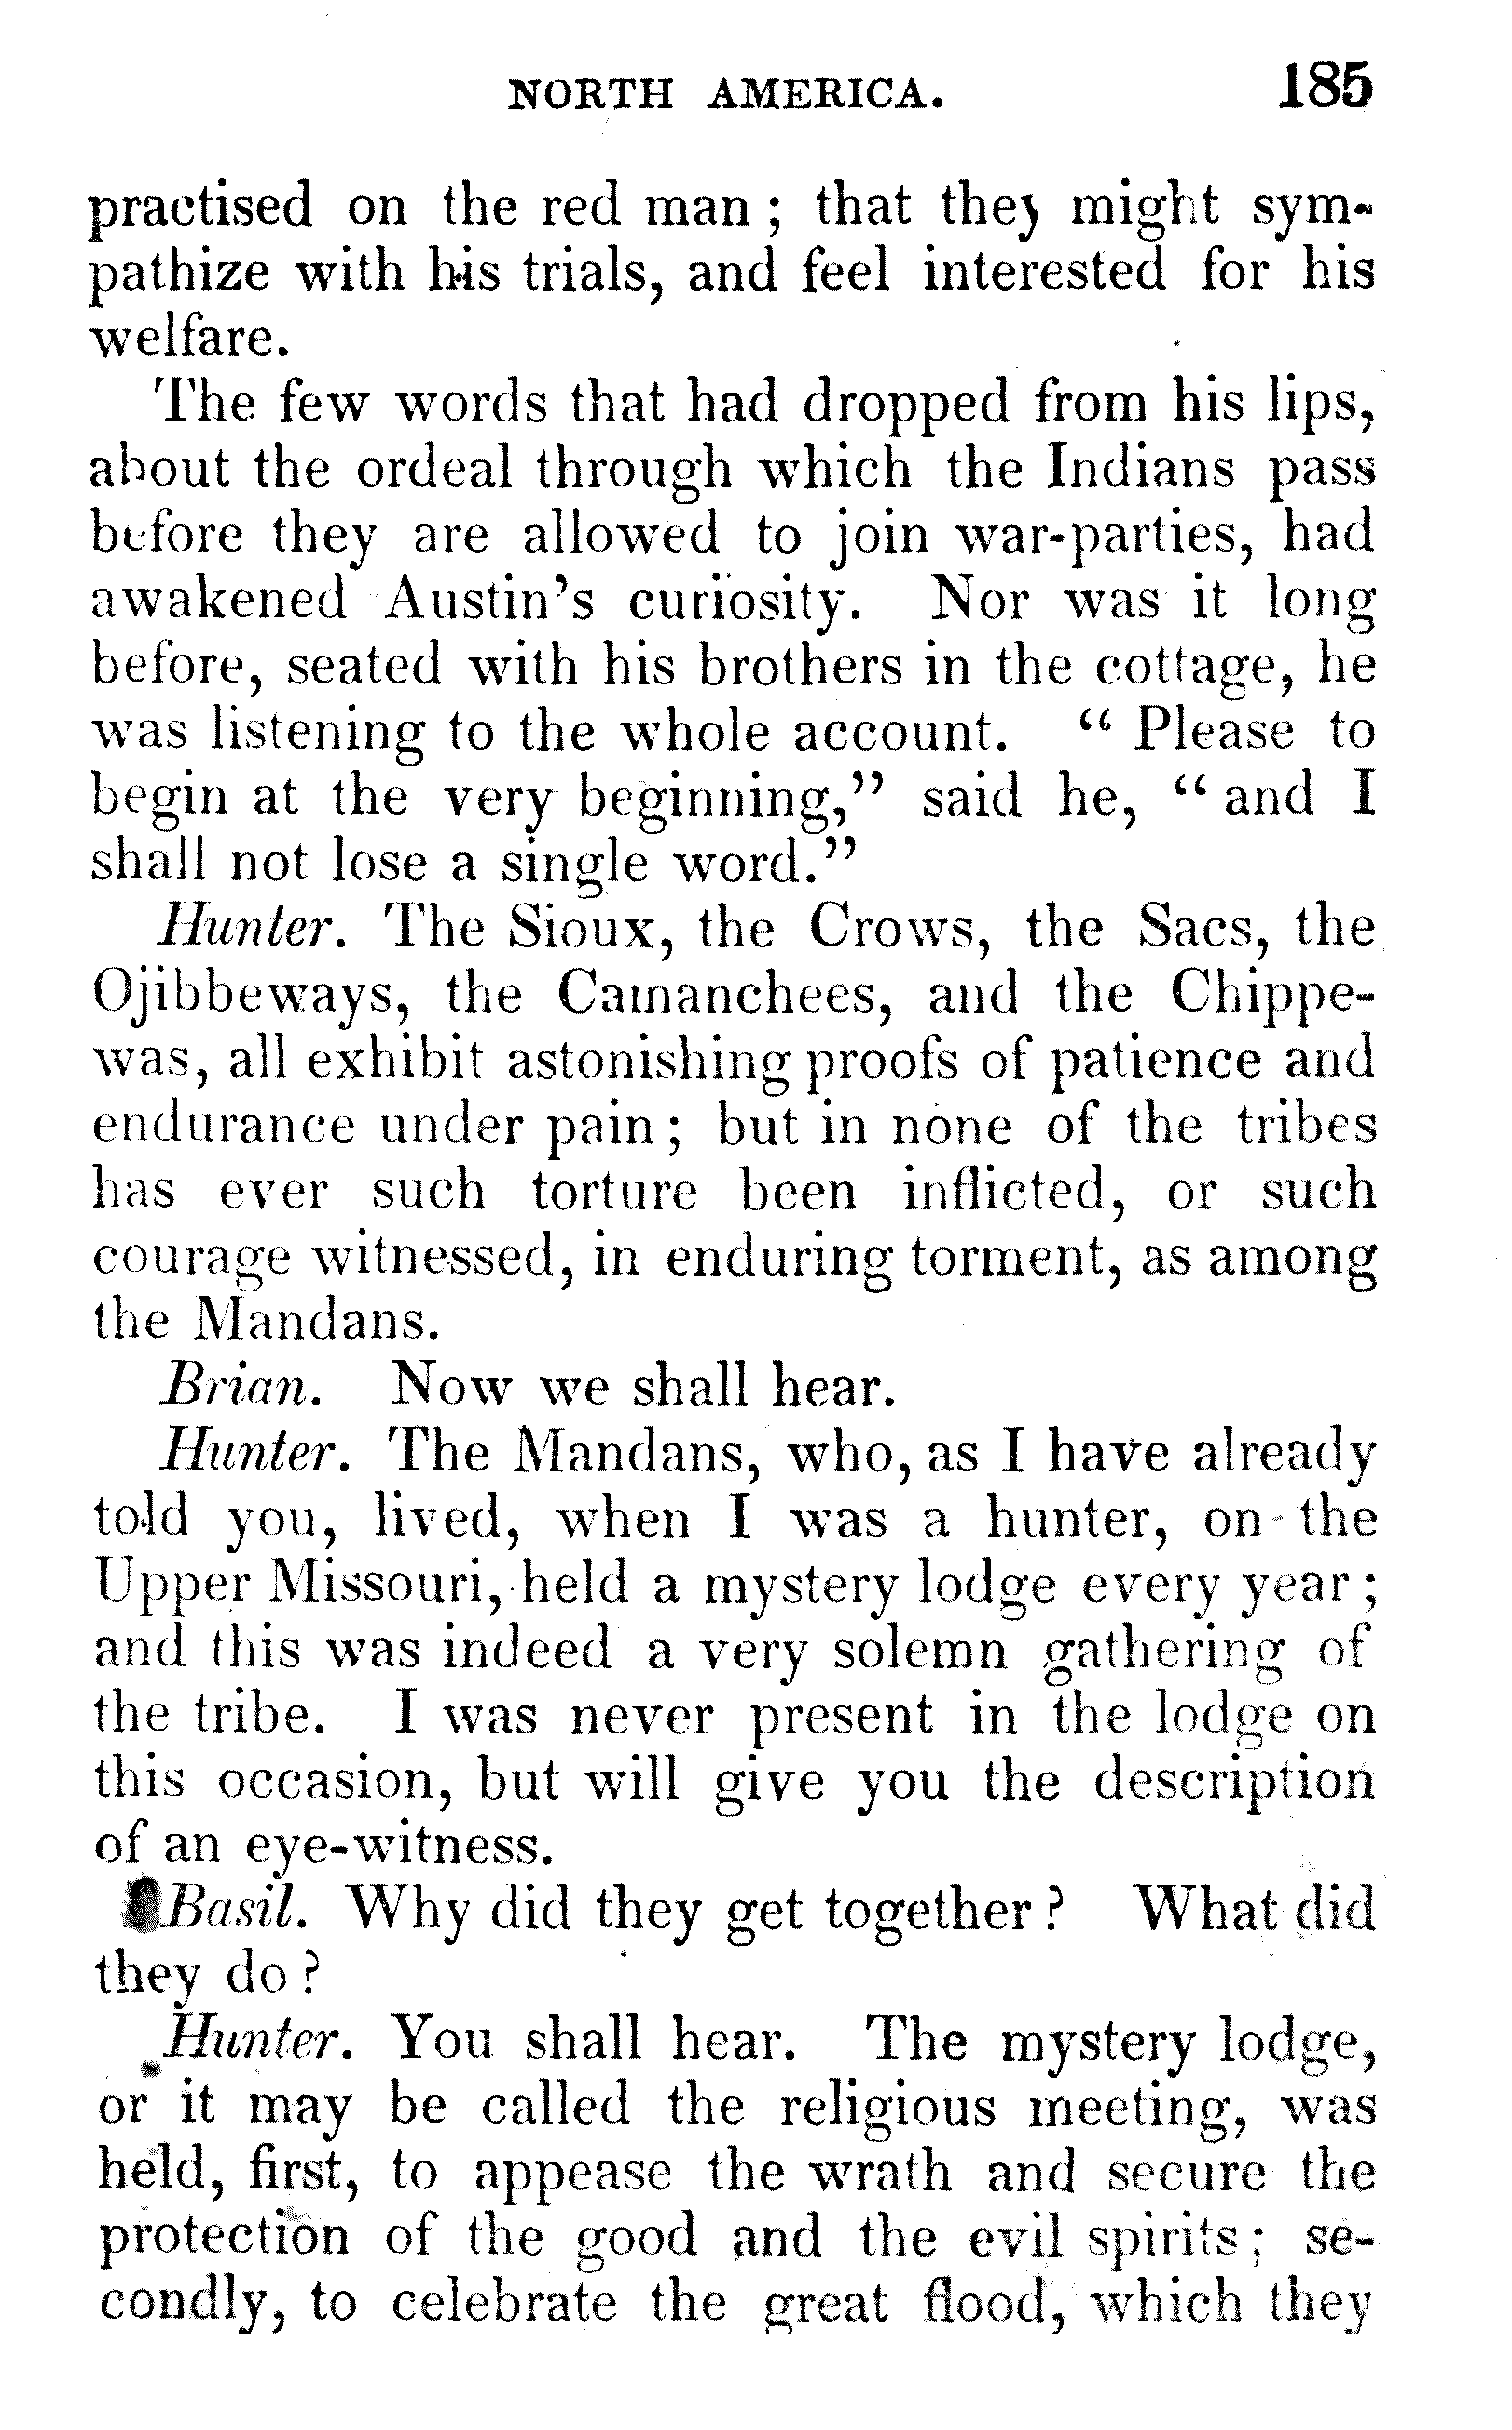 NORTH AMERICA. 185
practised on the red man; that they might sym-
pathize with his trials, and feel interested for his
welfare.
The few words that had dropped from his lips,
about the ordeal through which the Indians pass
before they are allowed to join war-parties, had
awakened Austin's curiosity. Nor was it long
before, seated with his brothers in the cottage, he
was listening to the whole account. "Please to
begin at the very beginning," said he, "and I
shall not lose a single word."
Hunter. The Sioux, the Crows, the Sacs, the
Ojibbeways, the Camanchees, and the Chippe-
was, all exhibit astonishing proofs of patience and
endurance under pain; but in none of the tribes
has ever such torture been inflicted, or such
courage witnessed, in enduring torment, as among
the Mandans.
Brian. Now we shall hear.
Hunter. The Mandans, who, as I have already
told you, lived, when I was a hunter, on the
Upper Missouri, held a mystery lodge every year;
and this was indeed a very solemn gathering of
the tribe. I was never present in the lodge on
this occasion, but will give you the description
of an eye-witness.
Basil. Why did they get together? What did
they do?
Hunter. You shall hear. The mystery lodge,
or it may be called the religious meeting, was
held, first, to appease the wrath and secure the
protection of the good and the evil spirits; se-
condly, to celebrate the great flood, which they